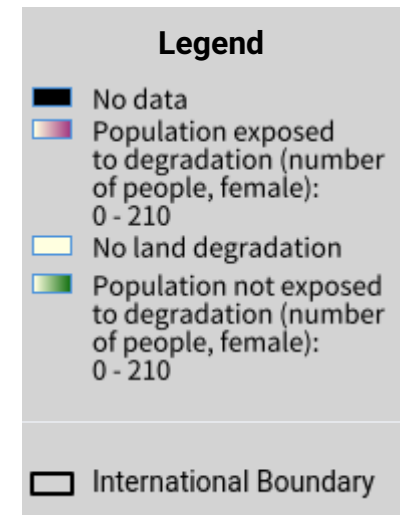 Legend
No data
Population exposed
to degradation (number
of people, female):
0 - 210
No land degradation
Population not exposed
to degradation (number
of people, female):
0 - 210
International Boundary